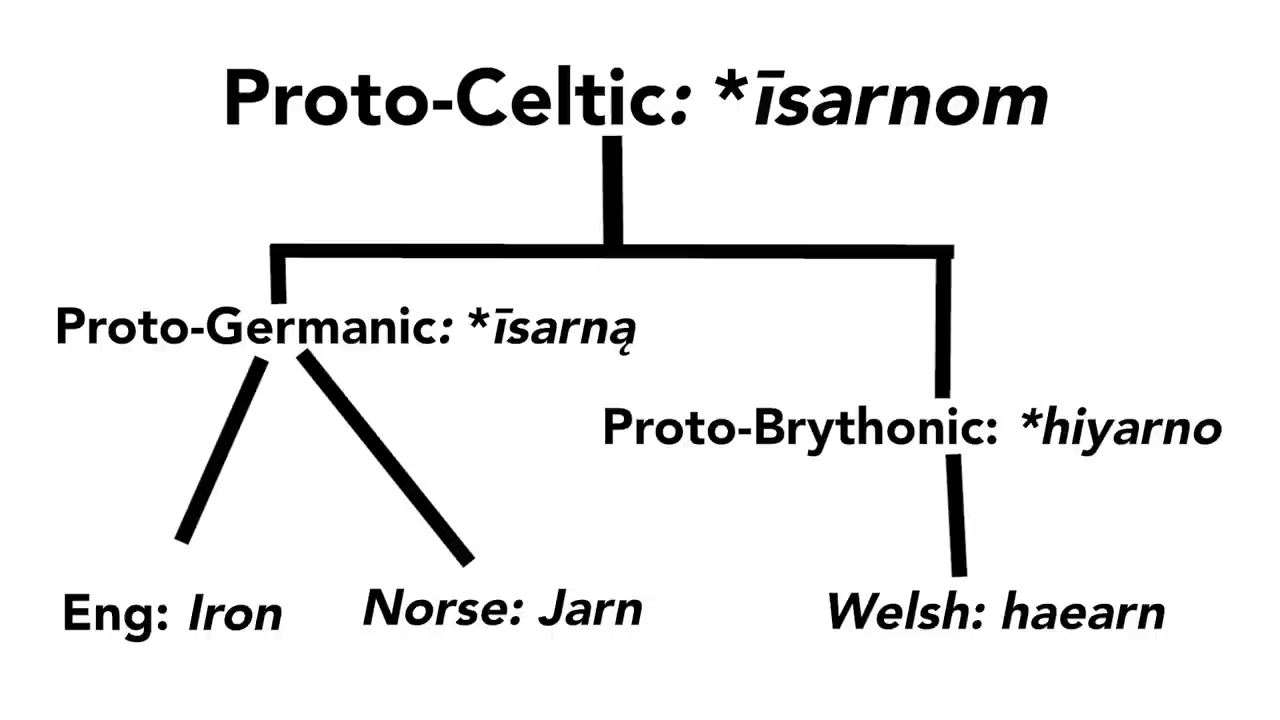 Proto-Celtic: *īsarnom
Proto-Germanic: *īsarną
Proto-Brythonic: *hiyarno
Eng: Iron
Norse: Jarn
Welsh: haearn